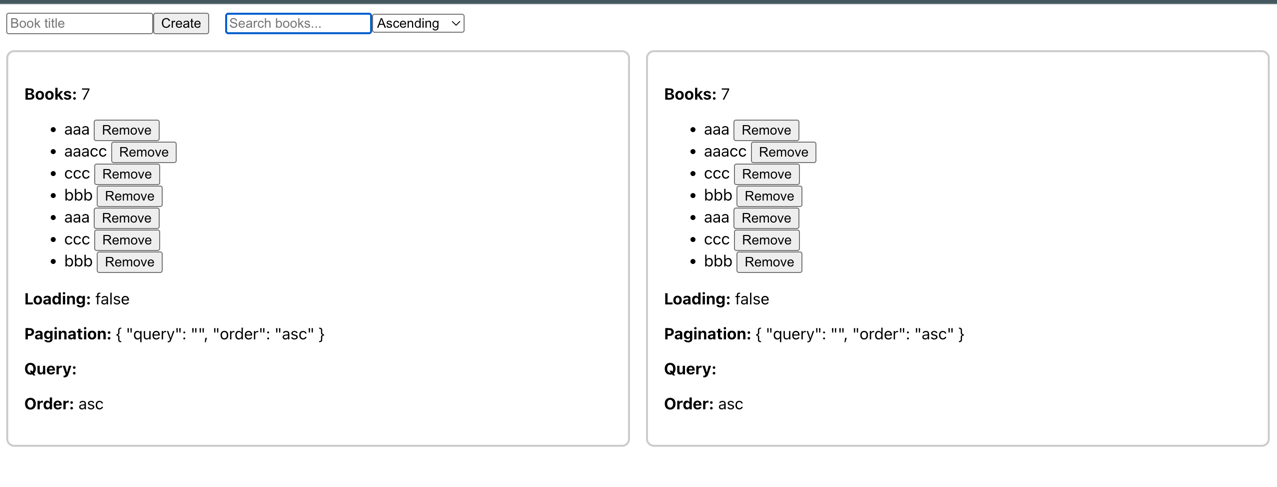 Book title Create Search books... Ascending
Books: 7
aaa Remove
aaacc Remove
ccc Remove
bbb Remove
aaa Remove
ccc Remove
bbb Remove
Loading: false
Pagination: { "query": "", "order": "asc" }
Query:
Order: asc
Books: 7
aaa Remove
aaacc Remove
ccc Remove
bbb Remove
aaa Remove
ccc Remove
bbb Remove
Loading: false
Pagination: { "query": "", "order": "asc" }
Query:
Order: asc